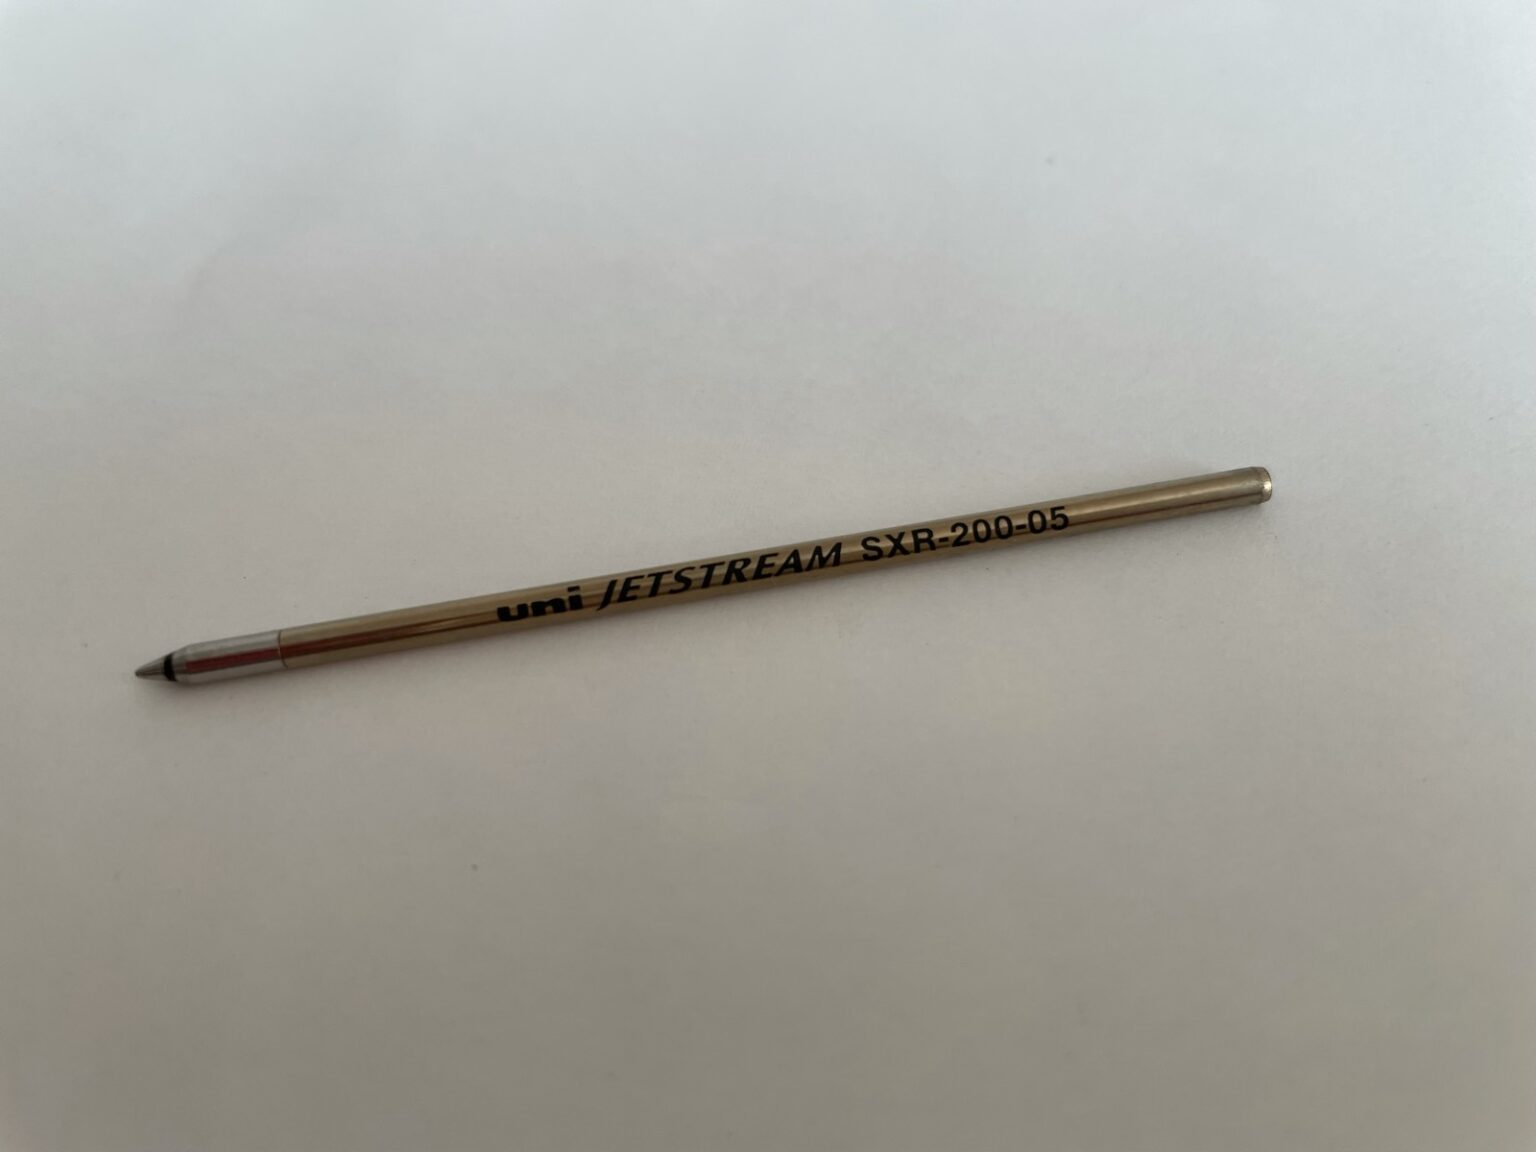 uni JETSTREAM SXR-200-05